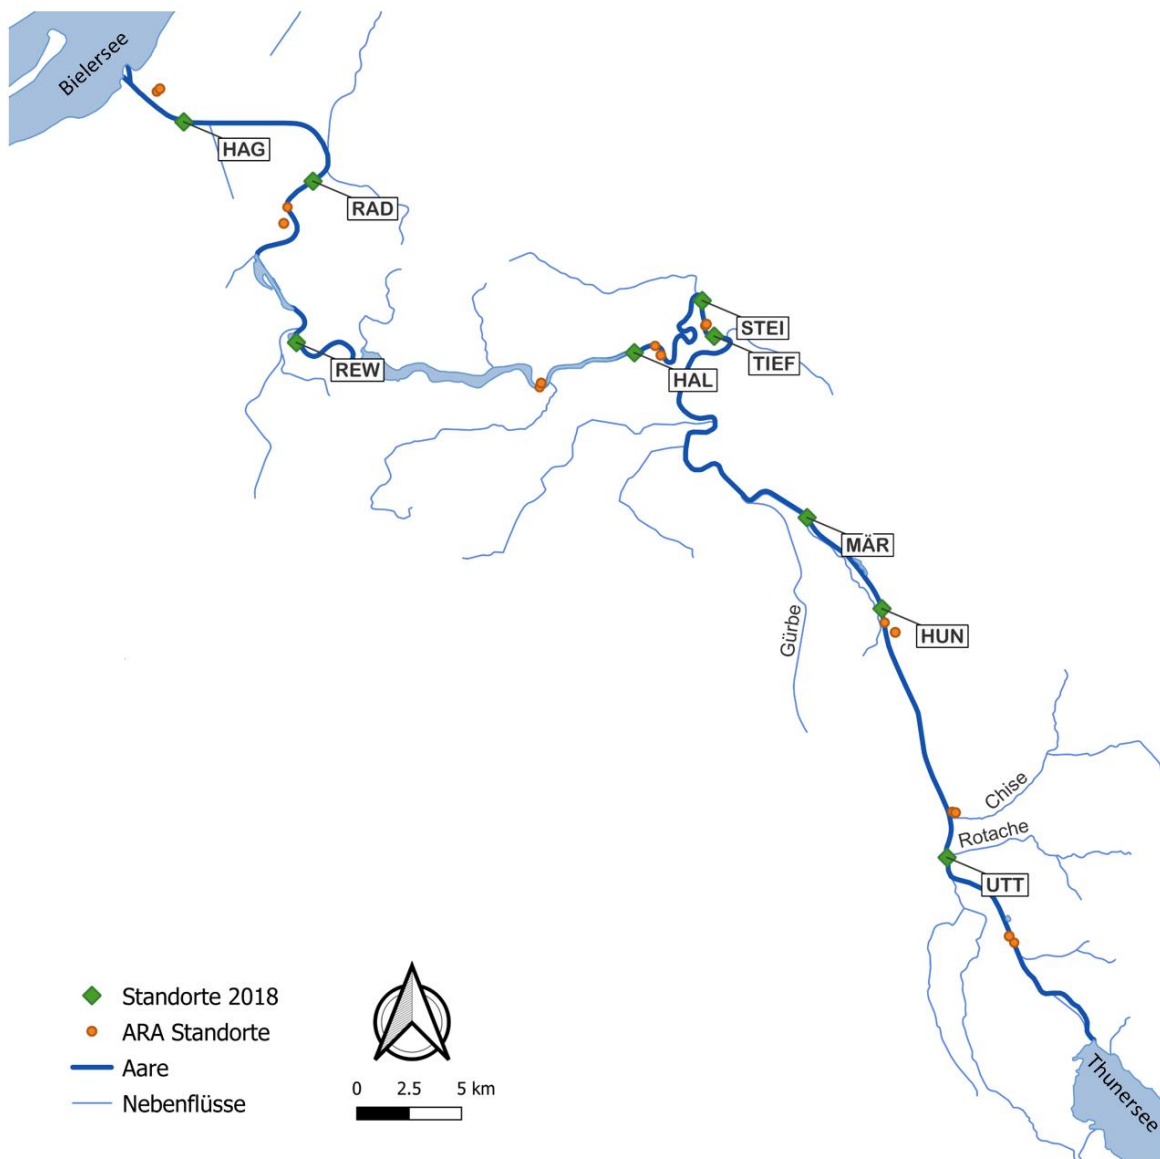 Bielersee
HAG
RAD
STEI
TIEF
REW
HAL
MÄR
Gürbe
HUN
Chise
Rotache
UTT
Thunersee
Standorte 2018
ARA Standorte
Aare
Nebenflüsse
0 2.5 5 km